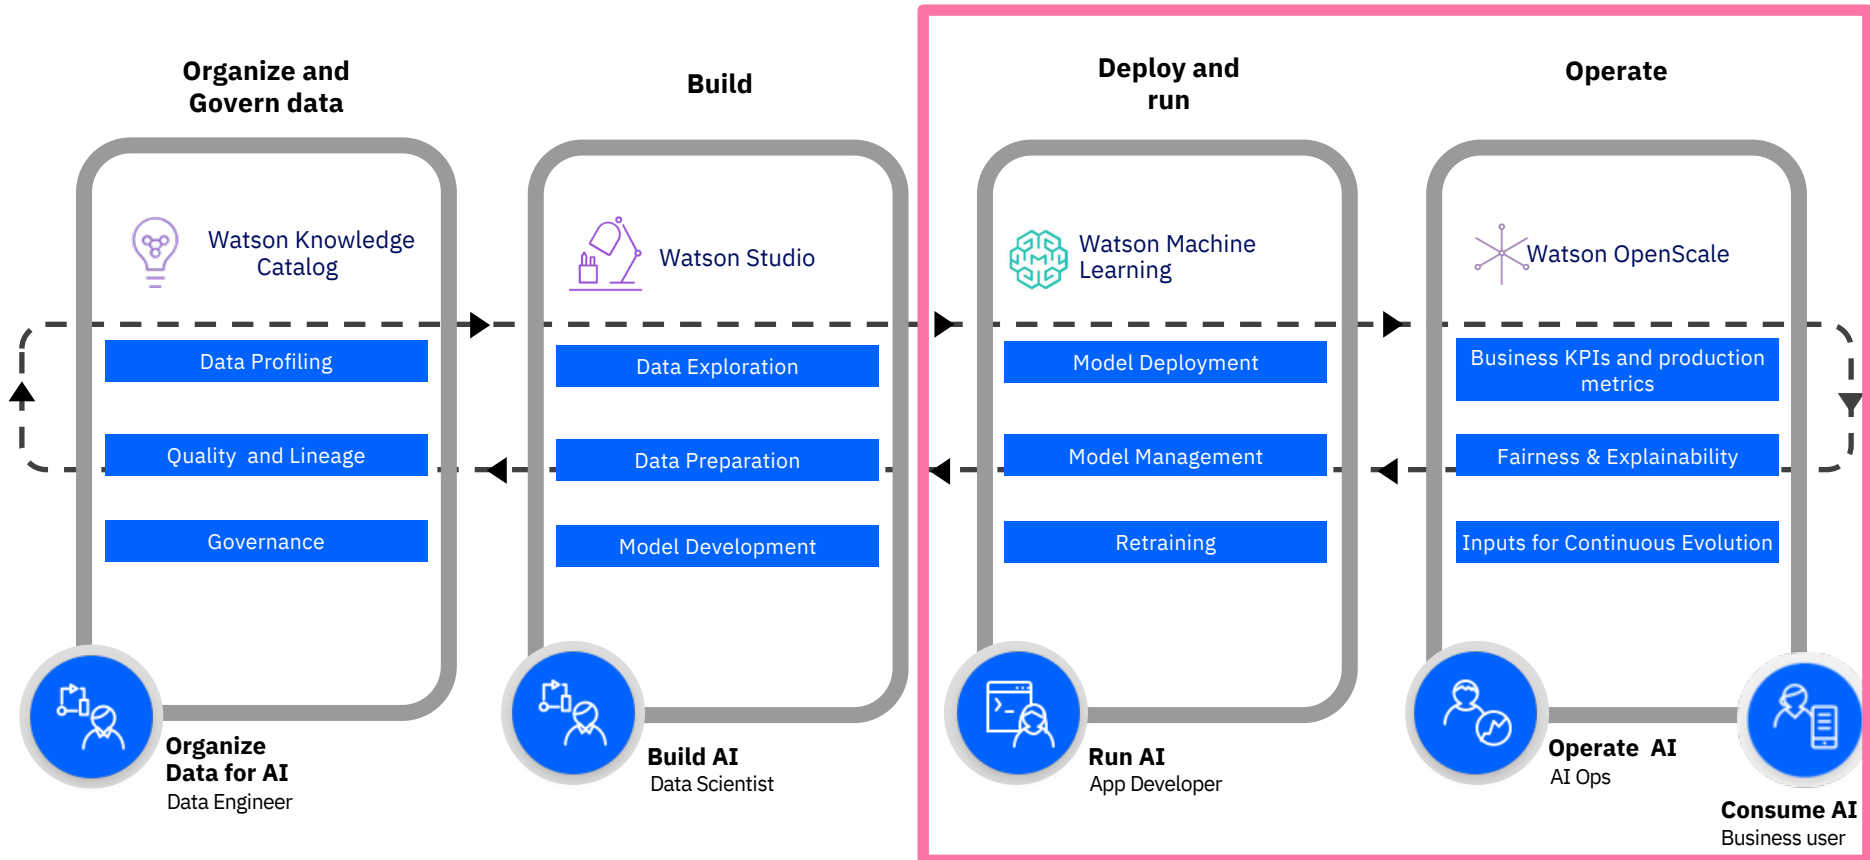 Organize and
Govern data
Watson Knowledge
Catalog
Data Profiling
Quality and Lineage
Governance
Organize
Data for AI
Data Engineer
Build
Watson Studio
Data Exploration
Data Preparation
Model Development
Build AI
Data Scientist
Deploy and
run
Watson Machine
Learning
Model Deployment
Model Management
Retraining
Run AI
App Developer
Operate
Watson OpenScale
Business KPIs and production
metrics
Fairness & Explainability
Inputs for Continuous Evolution
Operate AI
AI Ops
Consume AI
Business user